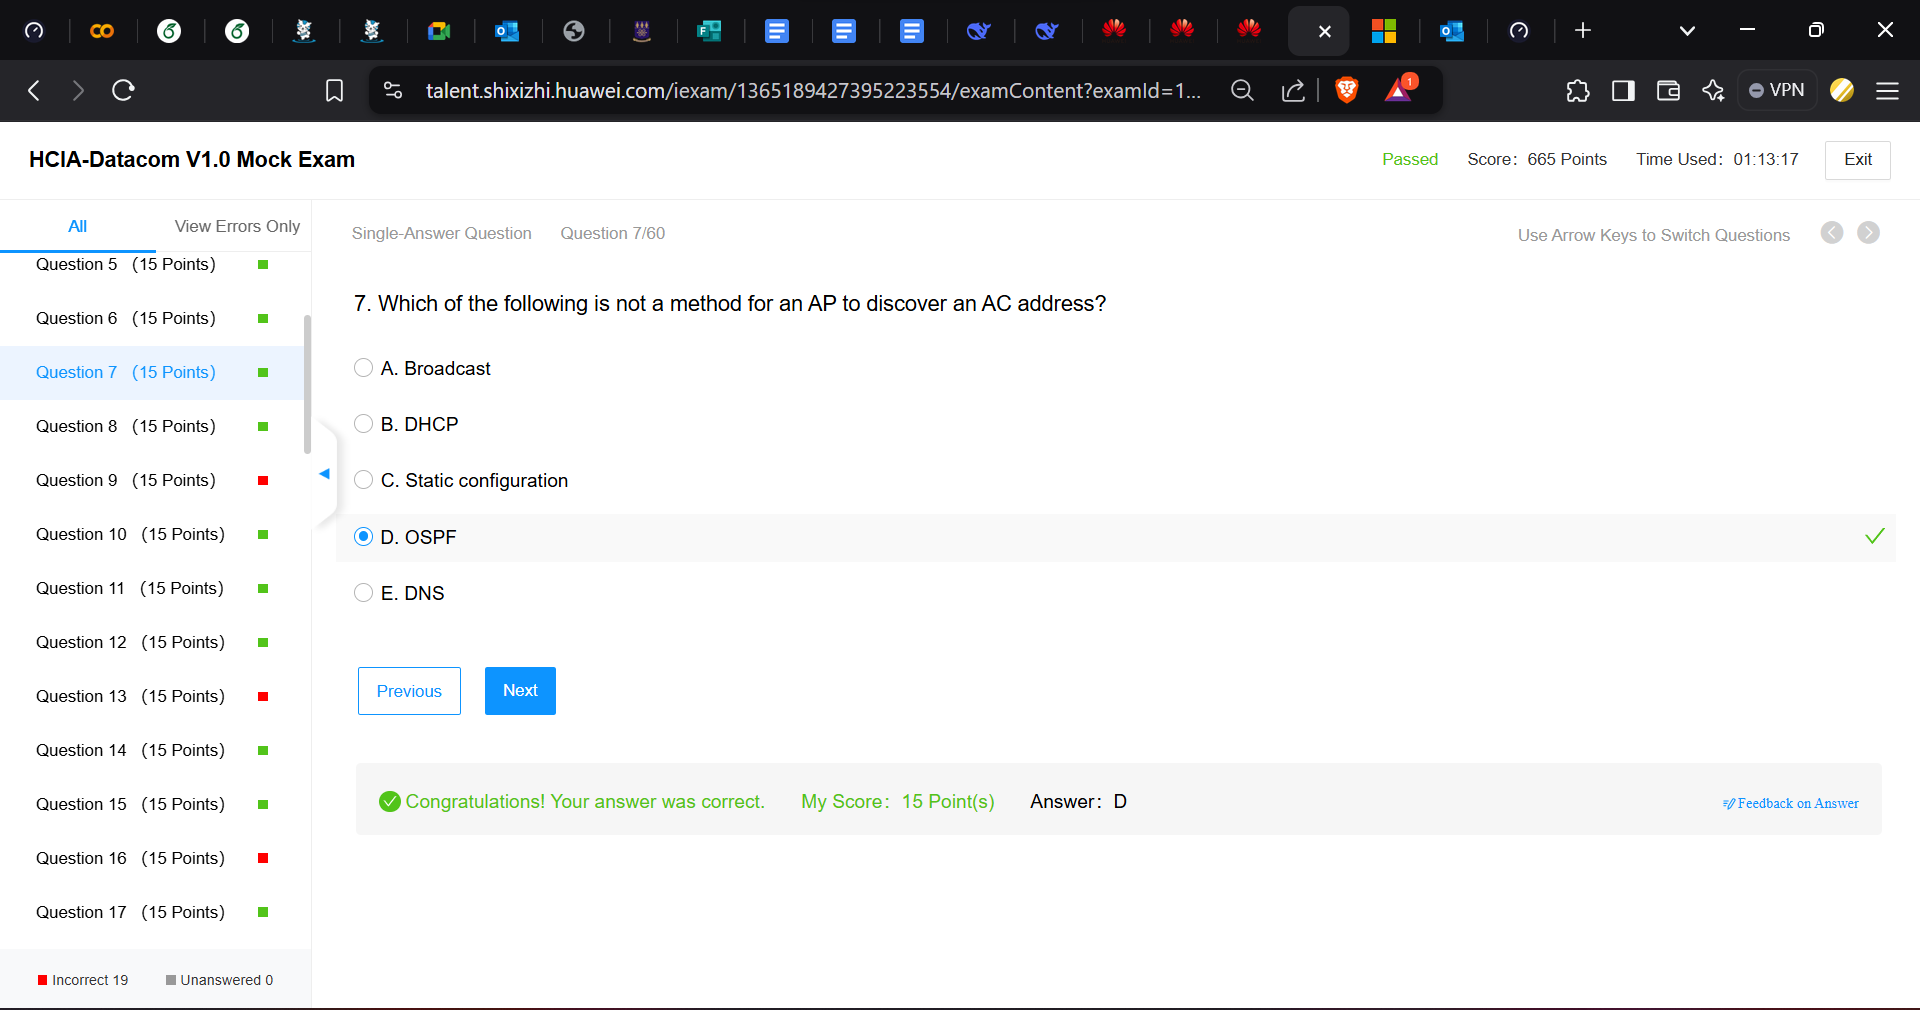 talent.shixizhi.huawei.com/iexam/1365189427395223554/examContent?examId=1...
1
VPN
HCIA-Datacom V1.0 Mock Exam
Passed
Score: 665 Points
Time Used: 01:13:17
Exit
All
View Errors Only
Single-Answer Question
Question 7/60
Use Arrow Keys to Switch Questions
Question 5 (15 Points)
Question 6 (15 Points)
Question 7 (15 Points)
Question 8 (15 Points)
Question 9 (15 Points)
Question 10 (15 Points)
Question 11 (15 Points)
Question 12 (15 Points)
Question 13 (15 Points)
Question 14 (15 Points)
Question 15 (15 Points)
Question 16 (15 Points)
Question 17 (15 Points)
Incorrect 19
Unanswered 0
7. Which of the following is not a method for an AP to discover an AC address?
A. Broadcast
B. DHCP
C. Static configuration
D. OSPF
E. DNS
Previous
Next
Congratulations! Your answer was correct.
My Score: 15 Point(s)
Answer: D
Feedback on Answer